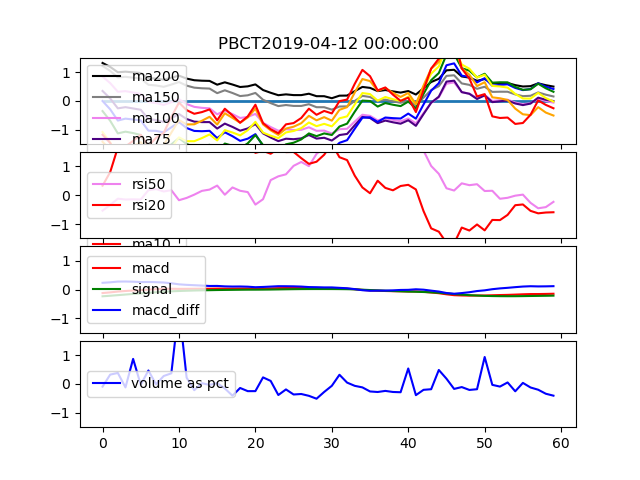 PBCT2019-04-12 00:00:00
1
0
−1
ma200
ma150
ma100
ma75
1
0
−1
rsi50
rsi20
ma10
1
0
−1
macd
signal
macd_diff
1
0
−1
volume as pct
0 10 20 30 40 50 60